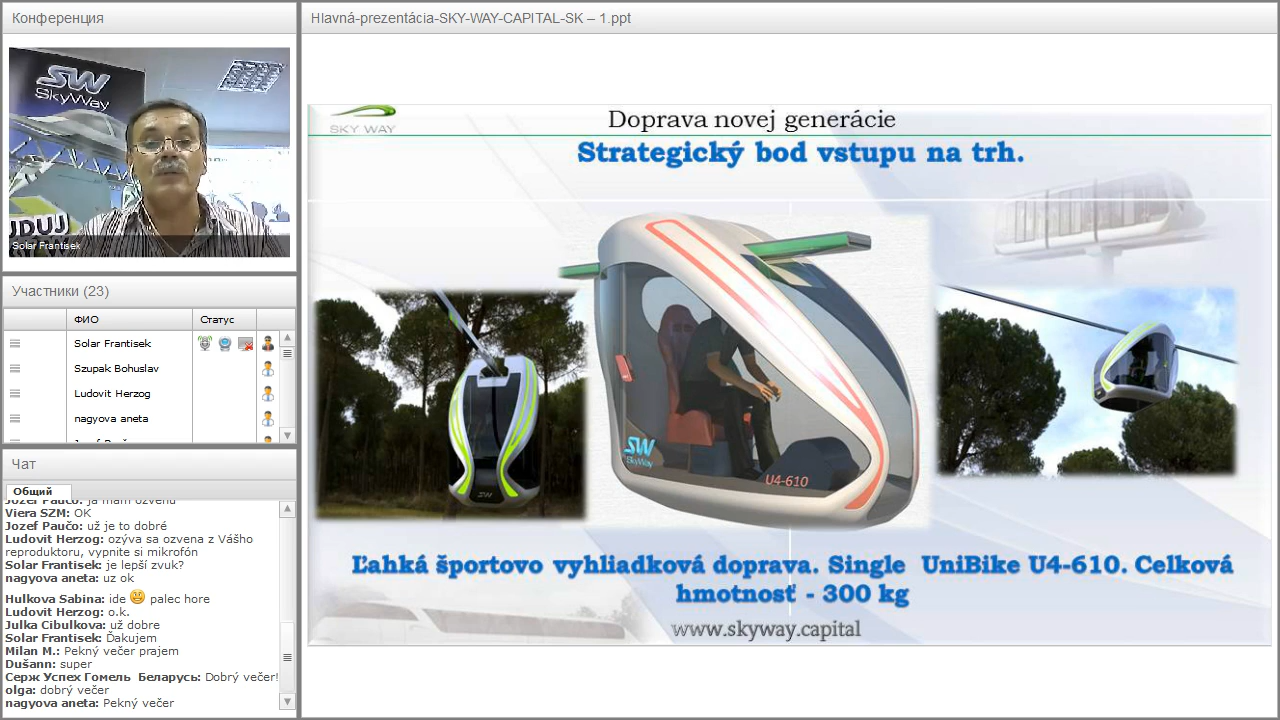 Конференция
SW
SkyWay
DUJ
Solar Frantisek
Участники (23)
ФИО
Статус
Solar Frantisek
Szupak Bohuslav
Ludovit Herzog
nagyova aneta
Чат
Общий
Jozef Paučo: ja mám ozvenu
Viera SZM: OK
Jozef Paučo: už je to dobré
Ludovit Herzog: ozýva sa ozvena z Vášho
reproduktoru, vypnite si mikrofón
Solar Frantisek: je lepší zvuk?
nagyova aneta: uz ok
Hulkova Sabina: ide palec hore
Ludovit Herzog: o.k.
Julka Cibulkova: už dobre
Solar Frantisek: Ďakujem
Milan M.: Pekný večer prajem
Dušann: super
Серж Успех Гомель Беларусь: Dobrý večer!
olga: dobrý večer
nagyova aneta: Pekný večer
Hlavná-prezentácia-SKY-WAY-CAPITAL-SK – 1.ppt
SKY WAY
Doprava novej generácie
Strategický bod vstupu na trh.
SW
SkyWay
U4-610
SW
Ľahká športovo vyhliadková doprava. Single UniBike U4-610. Celková
hmotnosť - 300 kg
www.skyway.capital